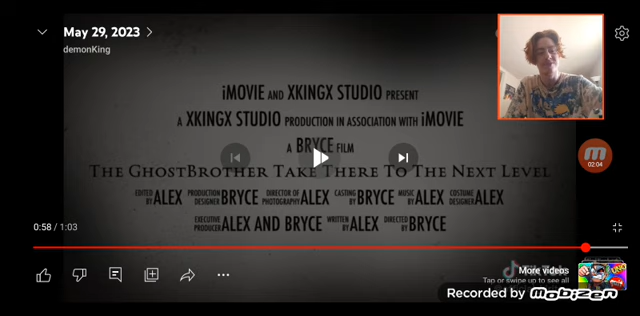 May 29, 2023
demonKing
iMOVIE AND XKINGX STUDIO PRESENT
A XKINGX STUDIO PRODUCTION IN ASSOCIATION WITH iMOVIE
A BRYCE FILM
THE GHOSTBROTHER TAKE THERE TO THE NEXT LEVEL
EDITED BY ALEX PRODUCTION DESIGNER BRYCE DIRECTOR OF PHOTOGRAPHY ALEX CASTING BY BRYCE MUSIC BY ALEX COSTUME DESIGNER ALEX
EXECUTIVE PRODUCER ALEX AND BRYCE WRITTEN BY ALEX DIRECTED BY BRYCE
02:04
0:58 / 1:03
More videos
Tap or swipe up to see all
Recorded by Mobizen